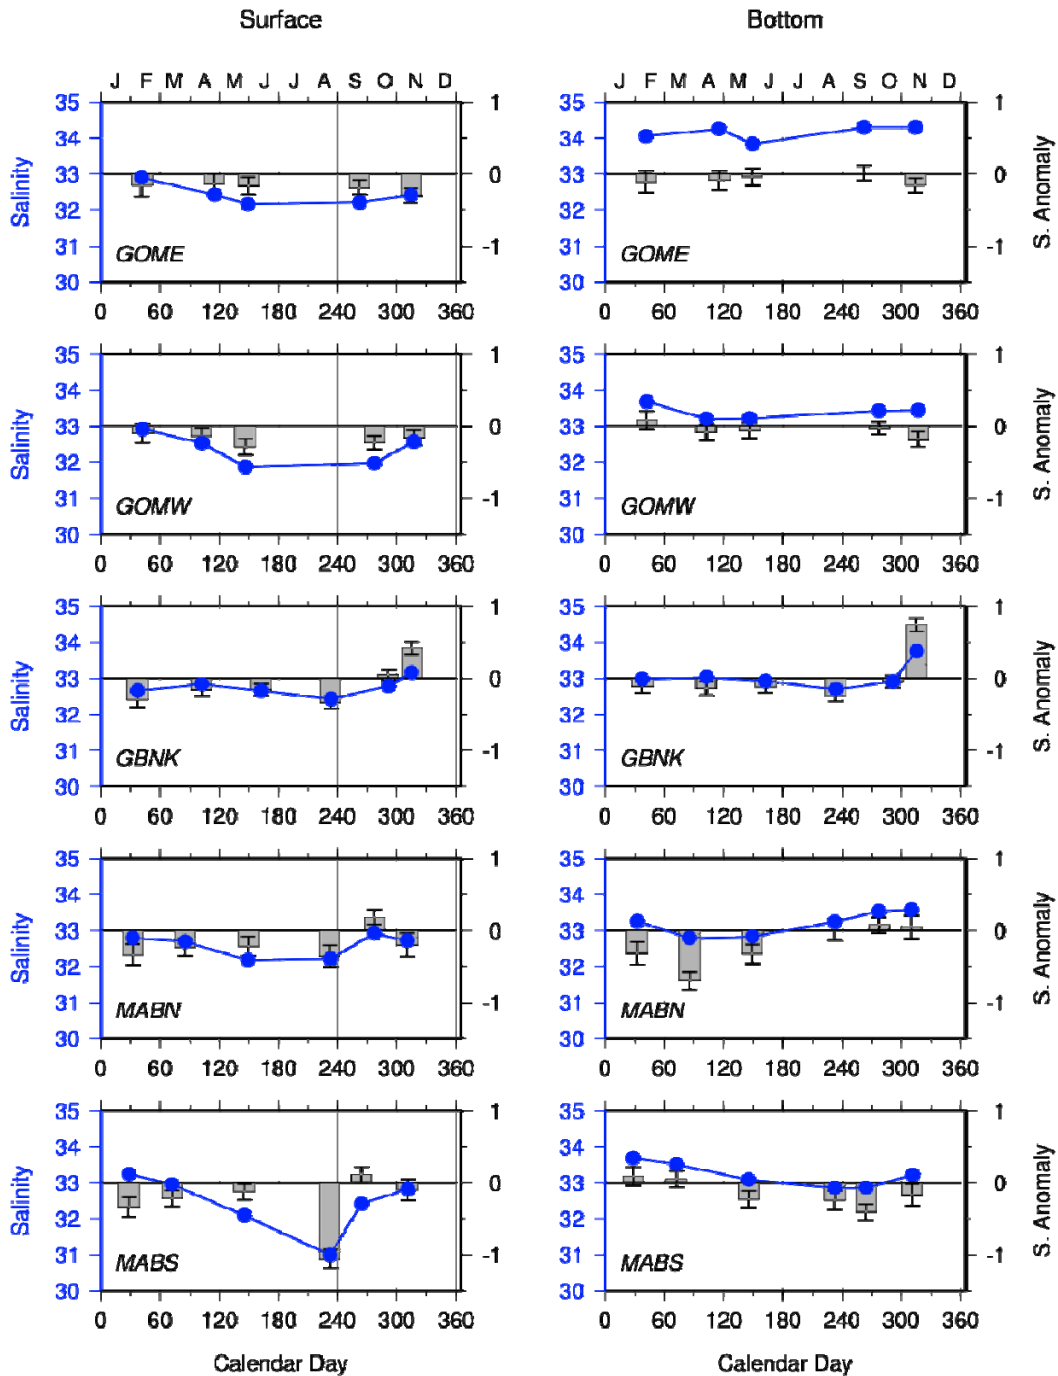 Surface Bottom
J F M A M J J A S O N D J F M A M J J A S O N D
35 1 35 1
34 34
Salinity 33 0 33 0 S. Anomaly
32 32
31 GOME -1 31 GOME -1
30 30
0 60 120 180 240 300 360 0 60 120 180 240 300 360
35 1 35 1
34 34
Salinity 33 0 33 0 S. Anomaly
32 32
31 GOMW -1 31 GOMW -1
30 30
0 60 120 180 240 300 360 0 60 120 180 240 300 360
35 1 35 1
34 34
Salinity 33 0 33 0 S. Anomaly
32 32
31 GBNK -1 31 GBNK -1
30 30
0 60 120 180 240 300 360 0 60 120 180 240 300 360
35 1 35 1
34 34
Salinity 33 0 33 0 S. Anomaly
32 32
31 MABN -1 31 MABN -1
30 30
0 60 120 180 240 300 360 0 60 120 180 240 300 360
35 1 35 1
34 34
Salinity 33 0 33 0 S. Anomaly
32 32
31 MABS -1 31 MABS -1
30 30
0 60 120 180 240 300 360 0 60 120 180 240 300 360
Calendar Day Calendar Day